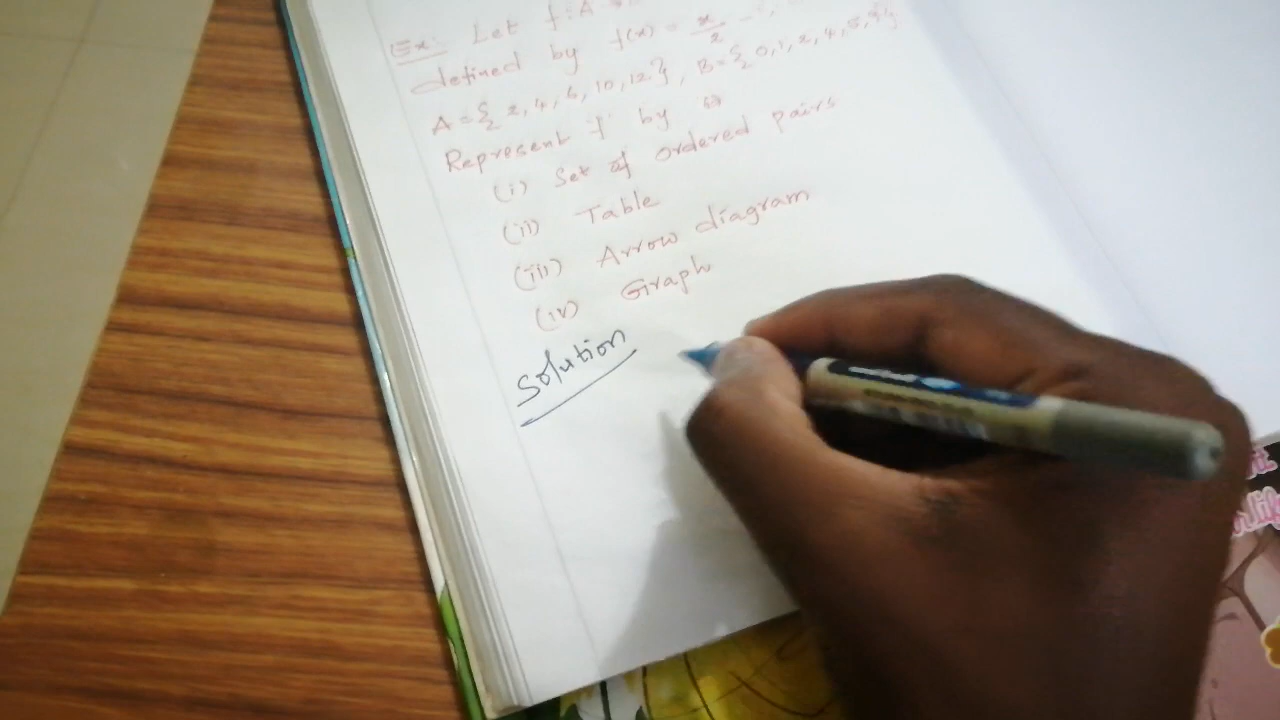 Ex: Let f: A
defined by f(x) = x/2 -
A = { 2, 4, 6, 10, 12 } , B = { 0, 1, 2, 4, 5, 9 }
Represent f by
(i) Set of ordered pairs
(ii) Table
(iii) Arrow diagram
(iv) Graph
Solution